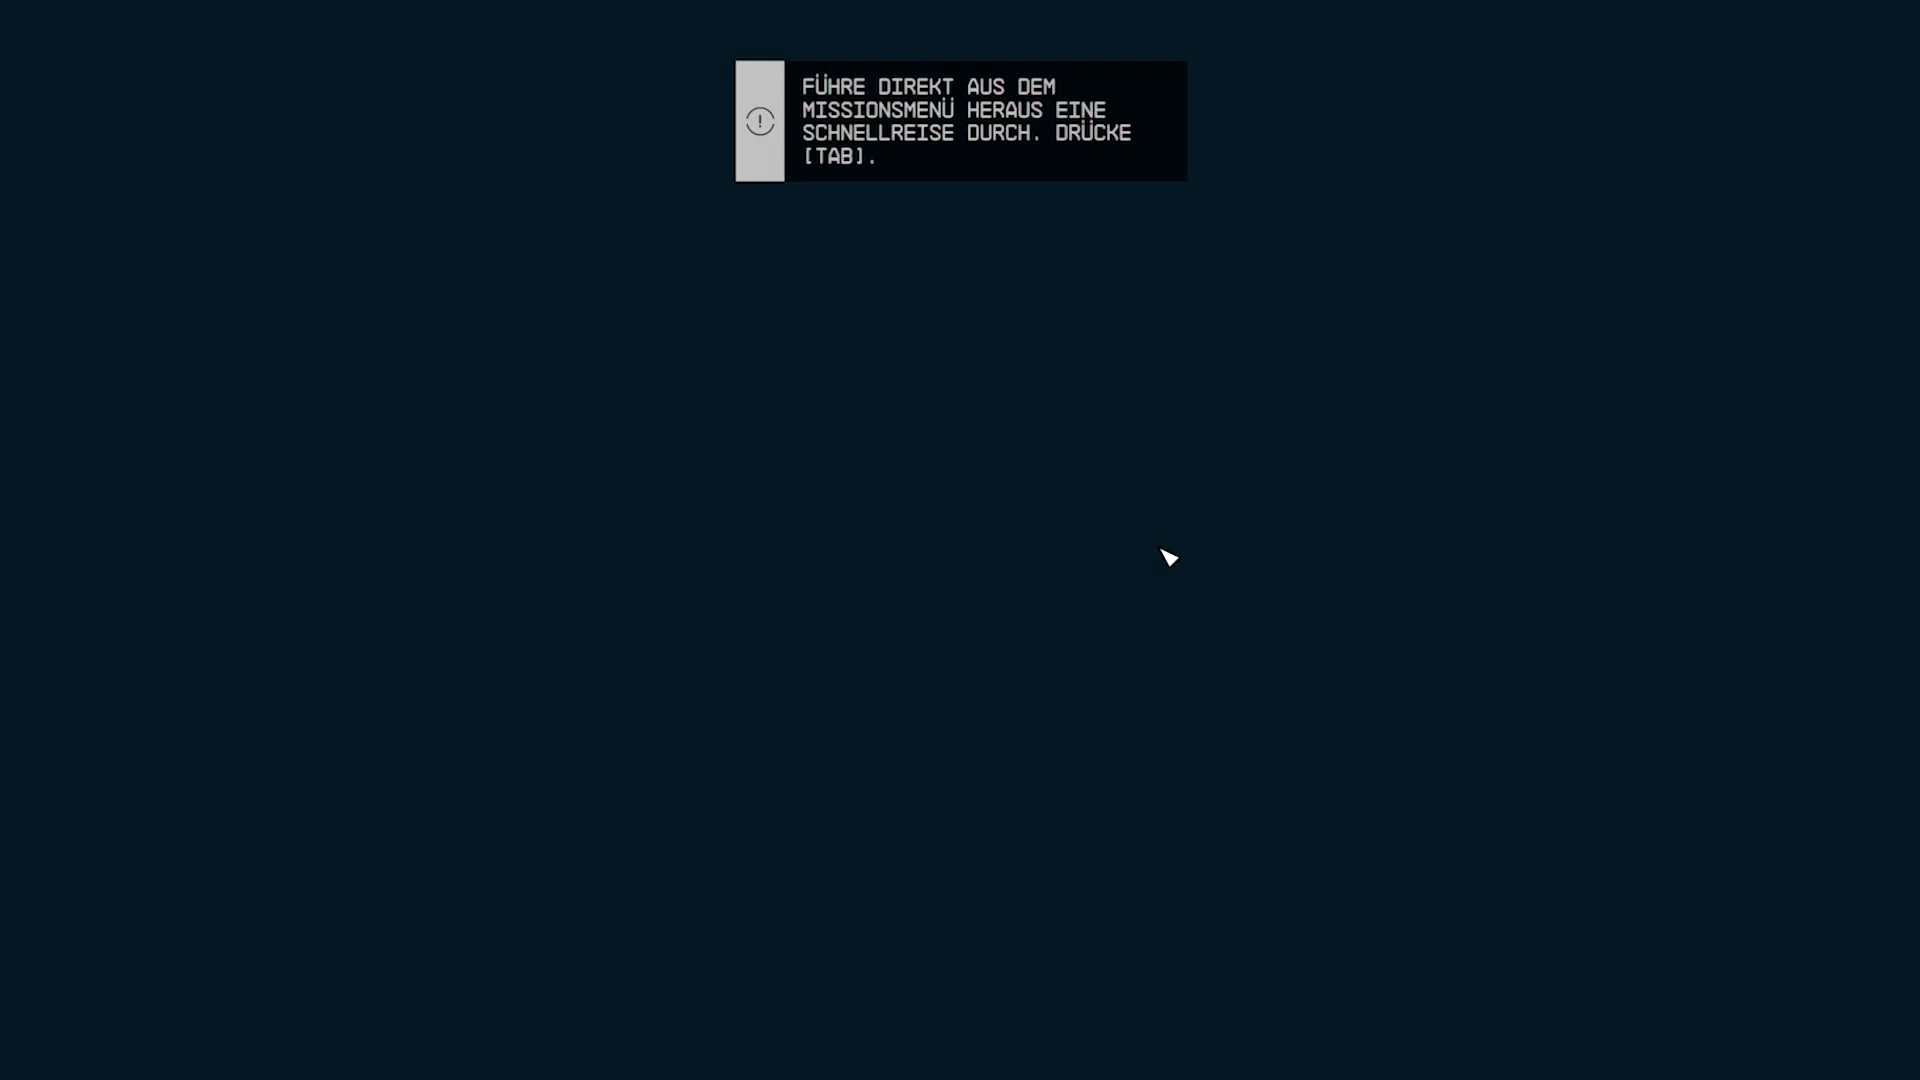 FÜHRE DIREKT AUS DEM
MISSIONSMENÜ HERAUS EINE
SCHNELLREISE DURCH. DRÜCKE
[TAB].